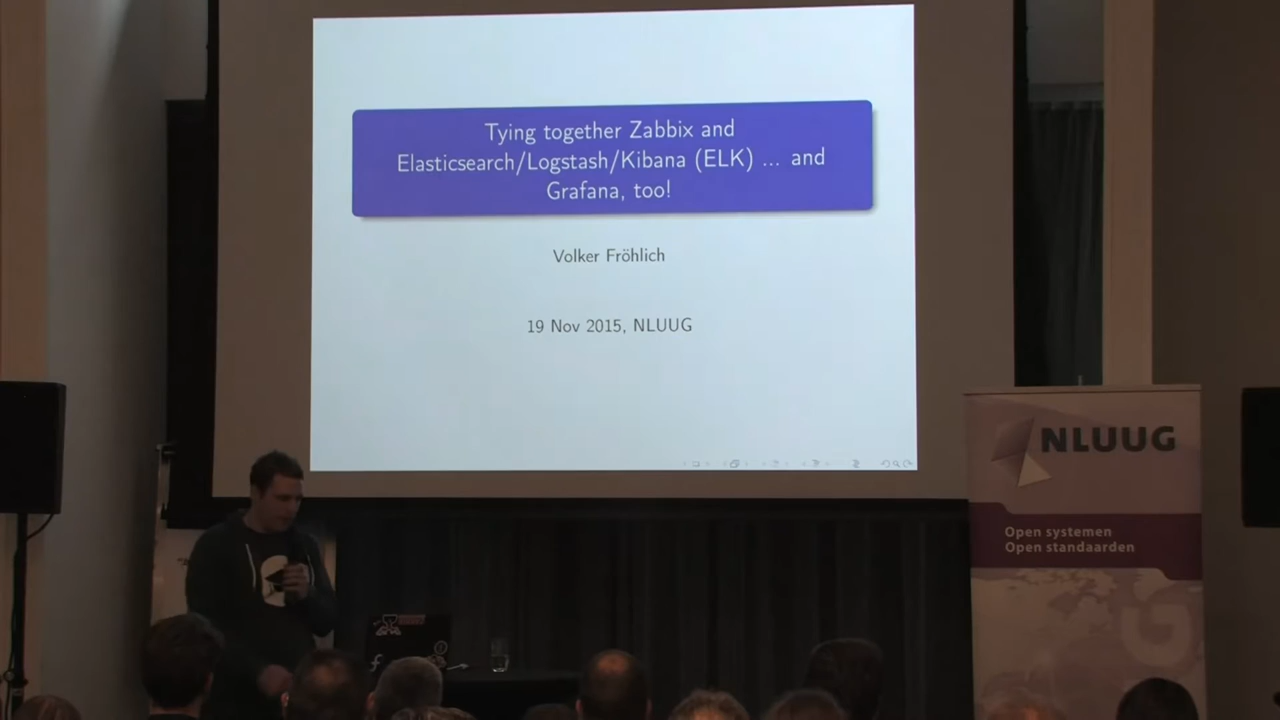 Tying together Zabbix and
Elasticsearch/Logstash/Kibana (ELK) ... and
Grafana, too!
Volker Fröhlich
19 Nov 2015, NLUUG
NLUUG
Open systemen
Open standaarden